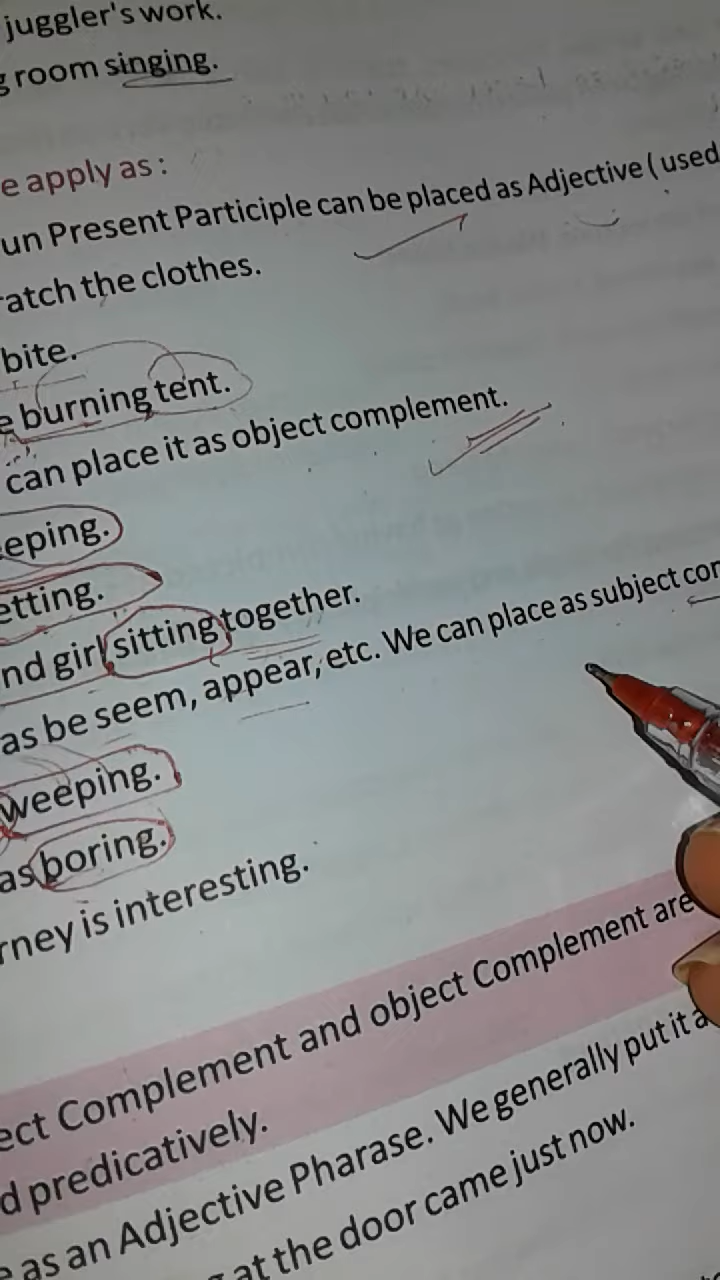 juggler's work.
g room singing.
e apply as :
un Present Participle can be placed as Adjective ( used
atch the clothes.
bite.
e burning tent.
can place it as object complement.
eeping.
etting.
nd girl sitting together.
as be seem, appear, etc. We can place as subject con
weeping.
as boring.
rney is interesting.
ect Complement and object Complement are
d predicatively.
e as an Adjective Pharase. We generally put it a
g at the door came just now.